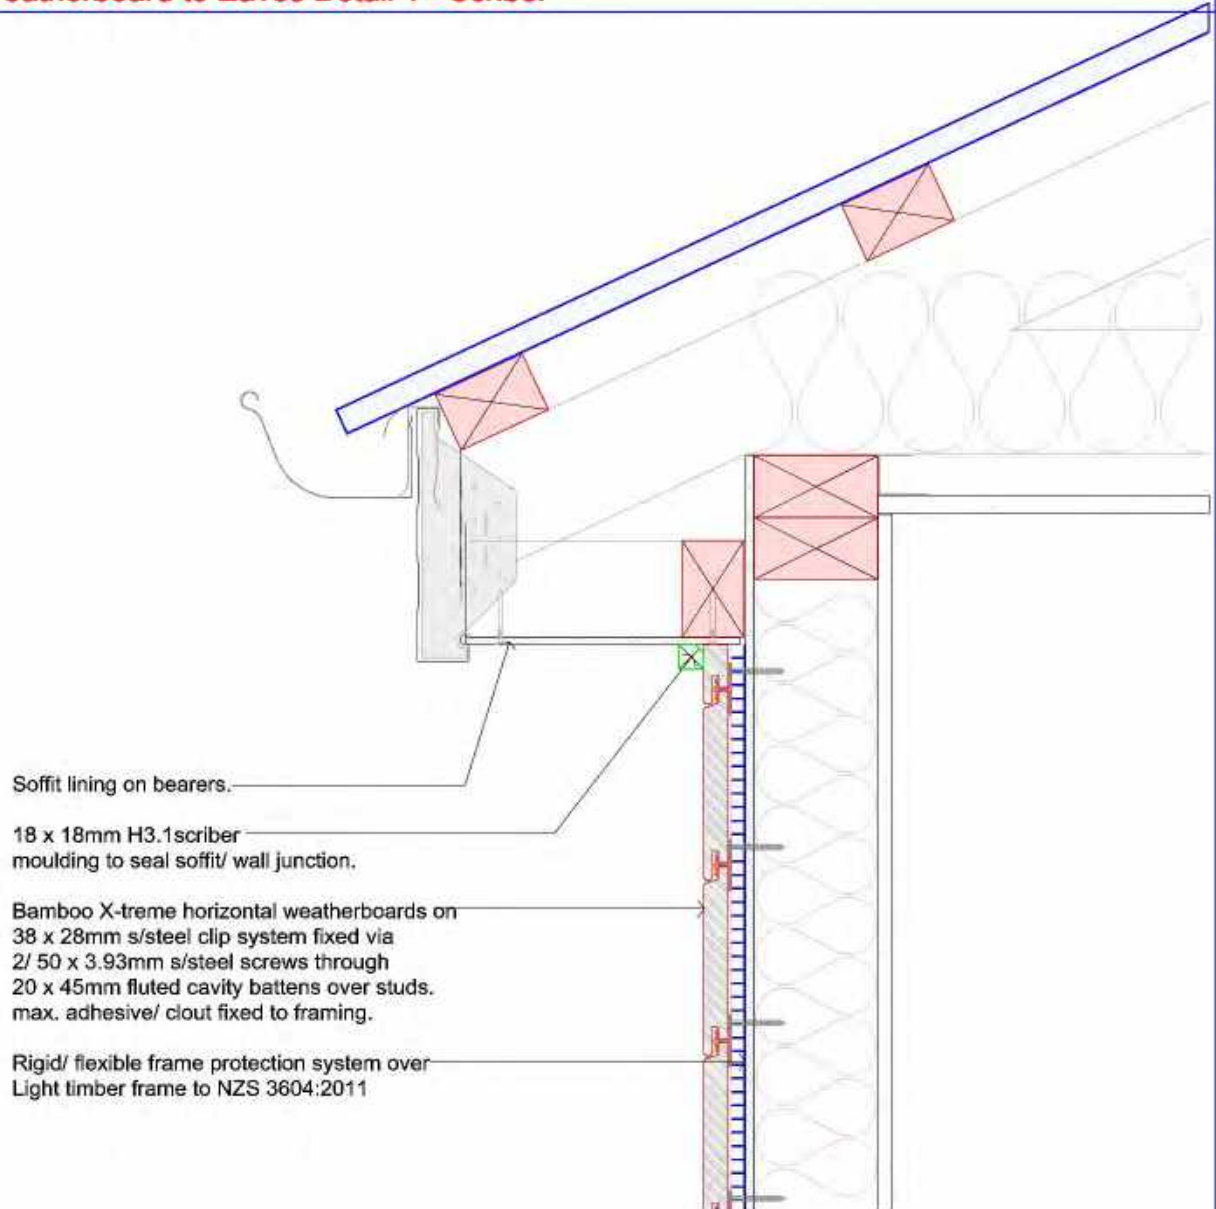 Soffit lining on bearers.
18 x 18mm H3.1scriber
moulding to seal soffit/ wall junction.
Bamboo X-treme horizontal weatherboards on
38 x 28mm s/steel clip system fixed via
2/ 50 x 3.93mm s/steel screws through
20 x 45mm fluted cavity battens over studs.
max. adhesive/ clout fixed to framing.
Rigid/ flexible frame protection system over
Light timber frame to NZS 3604:2011